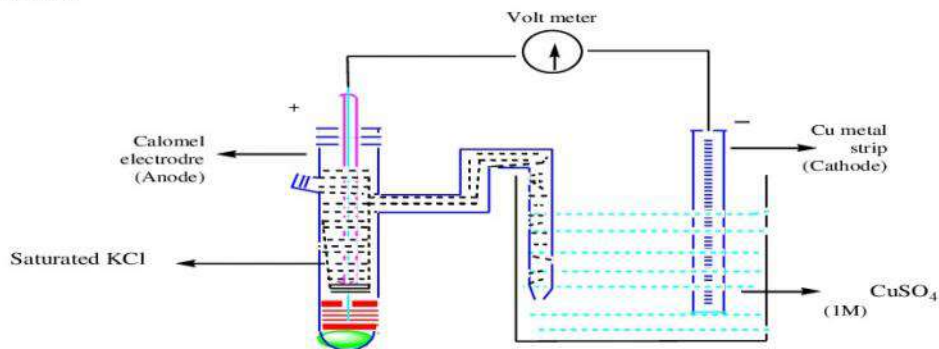 Volt meter
+
−
Calomel
electrodre
(Anode)
Cu metal
strip
(Cathode)
Saturated KCl
CuSO₄
(1M)